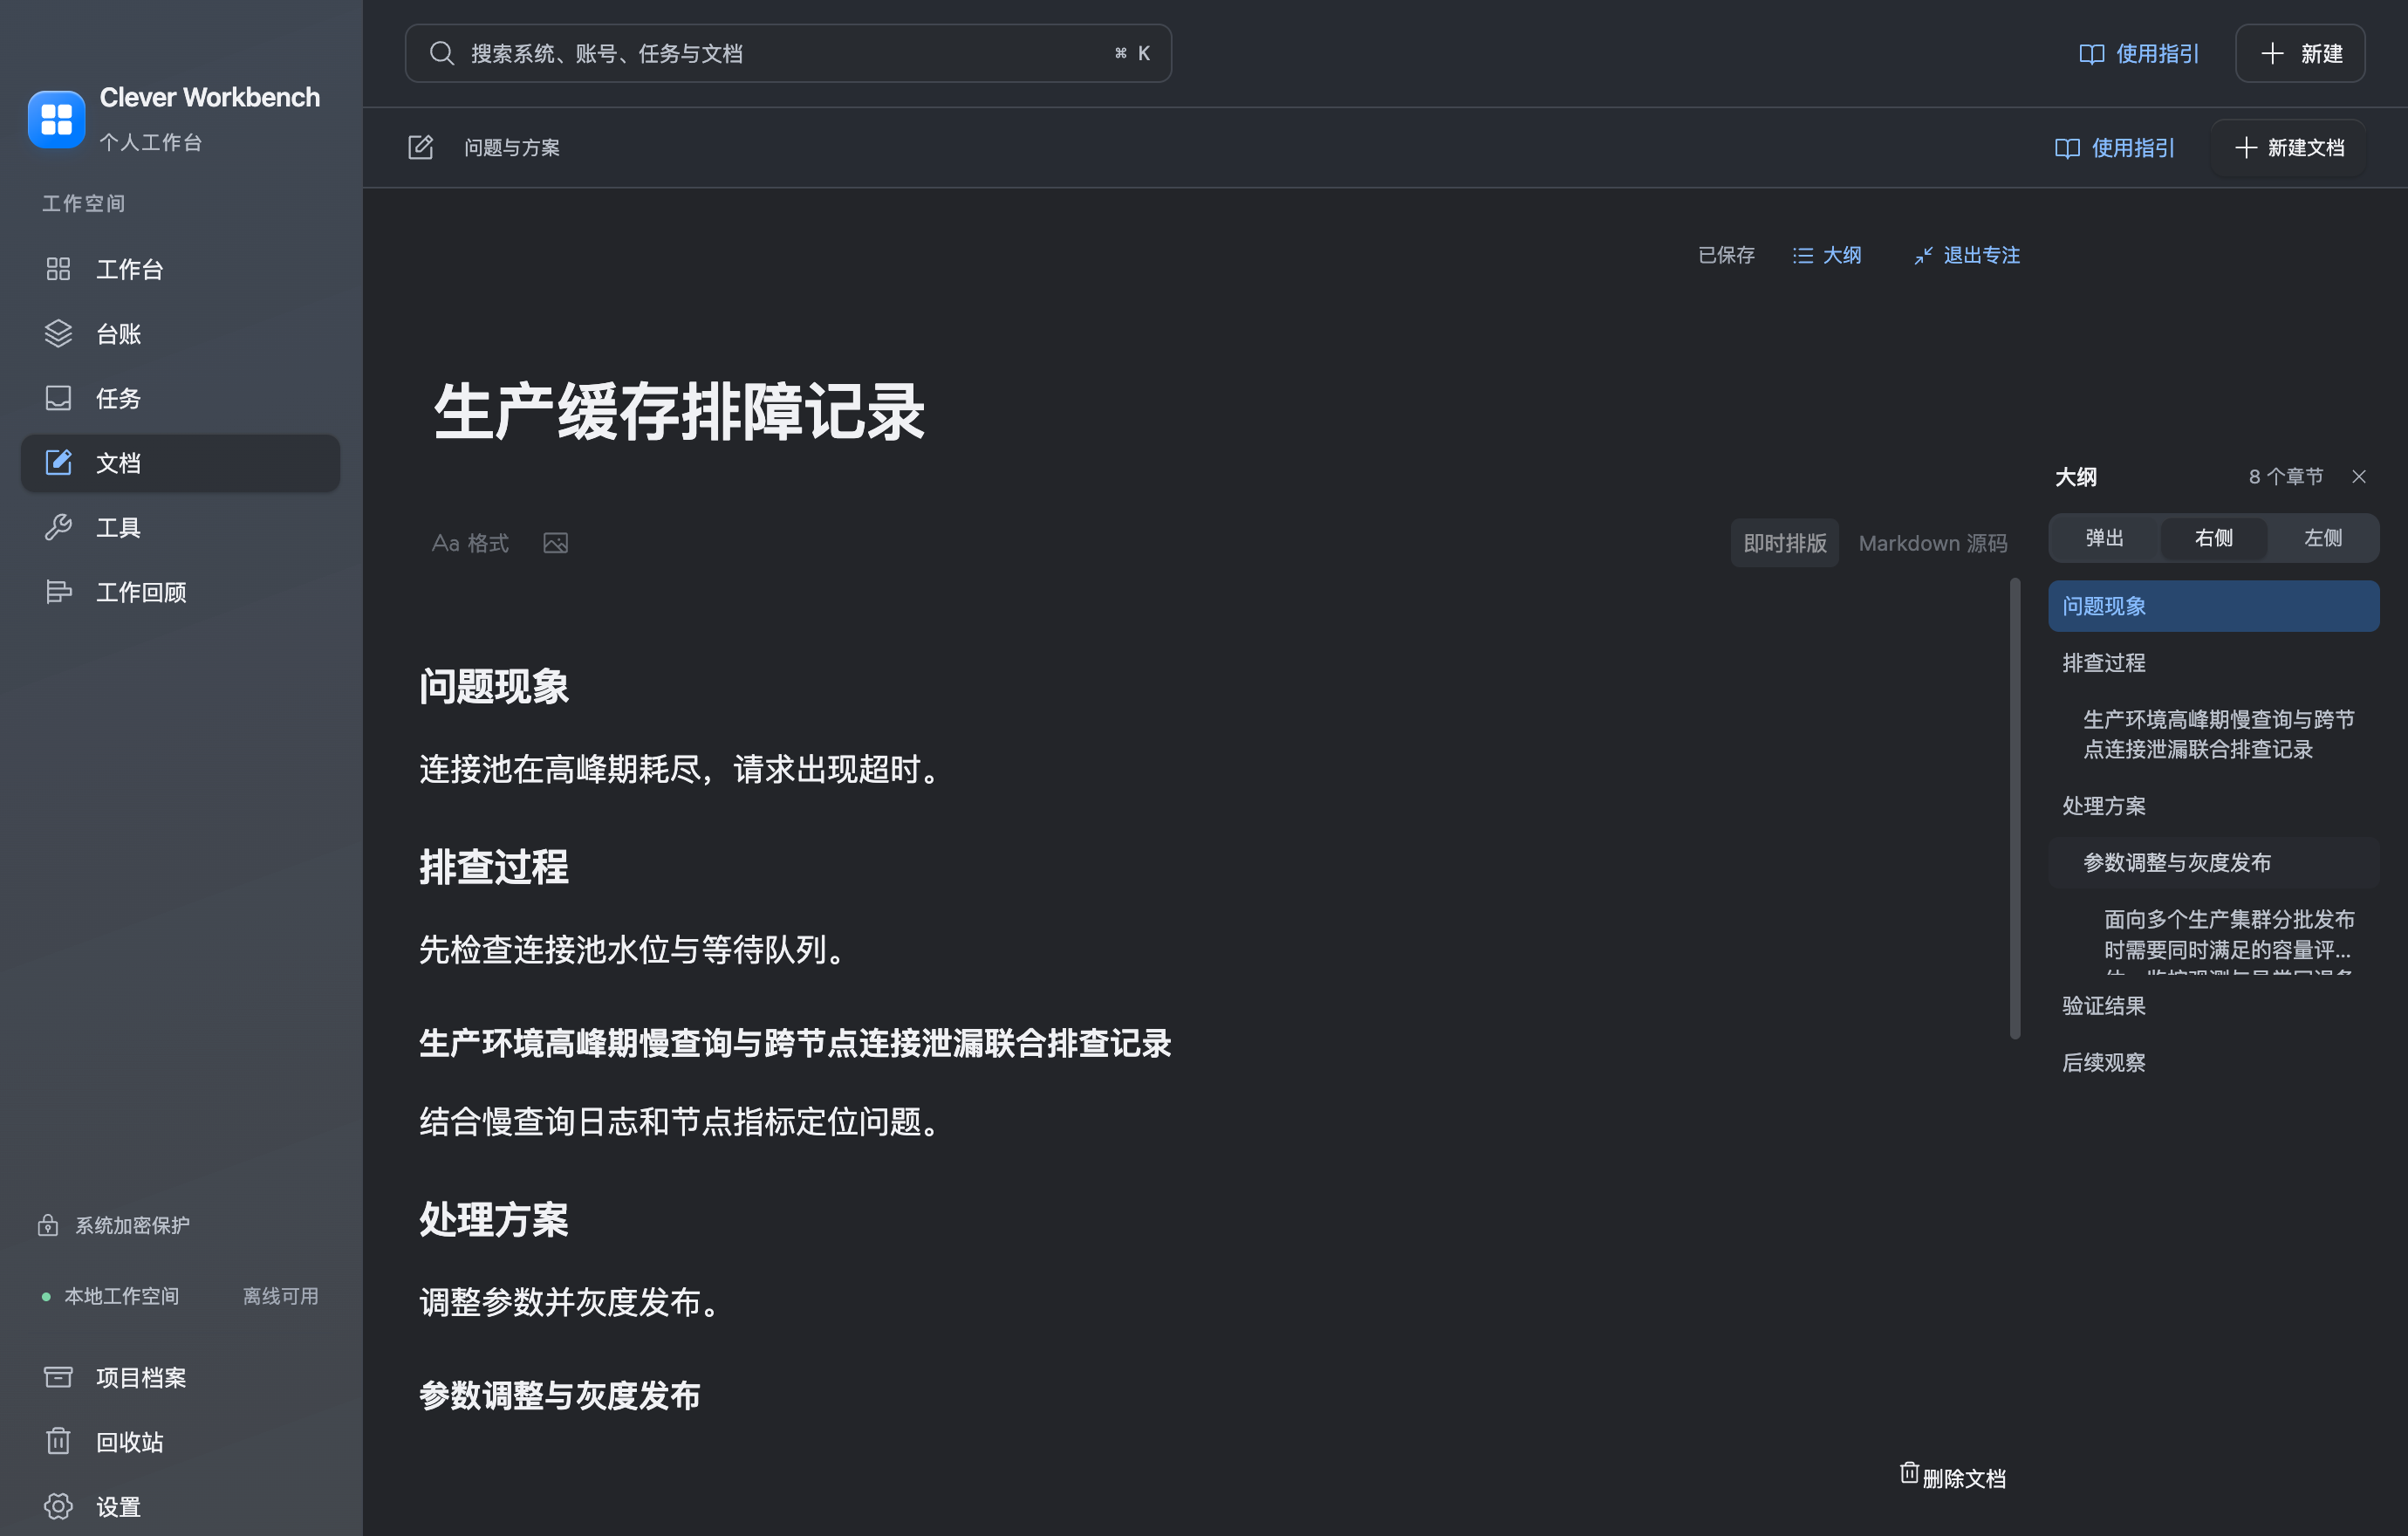 Clever Workbench
个人工作台
工作空间
工作台
台账
任务
文档
工具
工作回顾
系统加密保护
本地工作空间 离线可用
项目档案
回收站
设置
搜索系统、账号、任务与文档 ⌘ K
使用指引
新建
问题与方案
使用指引
新建文档
已保存 大纲 退出专注
生产缓存排障记录
Aa 格式
即时排版 Markdown 源码
问题现象
连接池在高峰期耗尽，请求出现超时。
排查过程
先检查连接池水位与等待队列。
生产环境高峰期慢查询与跨节点连接泄漏联合排查记录
结合慢查询日志和节点指标定位问题。
处理方案
调整参数并灰度发布。
参数调整与灰度发布
删除文档
大纲 8 个章节
弹出 右侧 左侧
问题现象
排查过程
生产环境高峰期慢查询与跨节
点连接泄漏联合排查记录
处理方案
参数调整与灰度发布
面向多个生产集群分批发布
时需要同时满足的容量评...
验证结果
后续观察